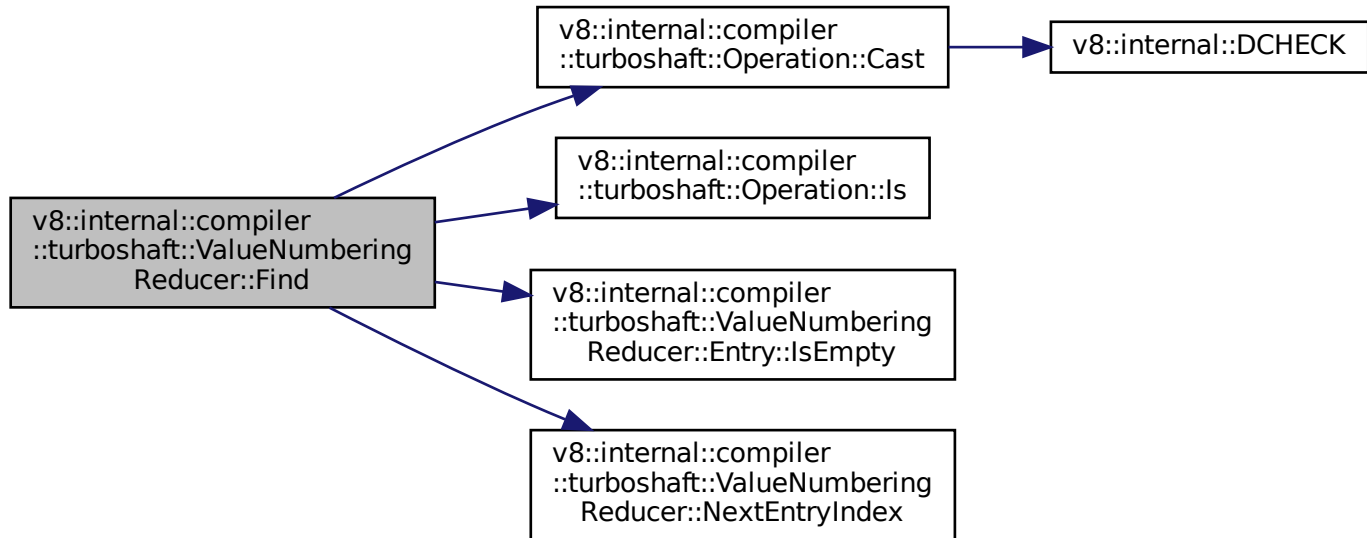 v8::internal::compiler
::turboshaft::Operation::Cast
v8::internal::DCHECK
v8::internal::compiler
::turboshaft::Operation::Is
v8::internal::compiler
::turboshaft::ValueNumbering
Reducer::Find
v8::internal::compiler
::turboshaft::ValueNumbering
Reducer::Entry::IsEmpty
v8::internal::compiler
::turboshaft::ValueNumbering
Reducer::NextEntryIndex